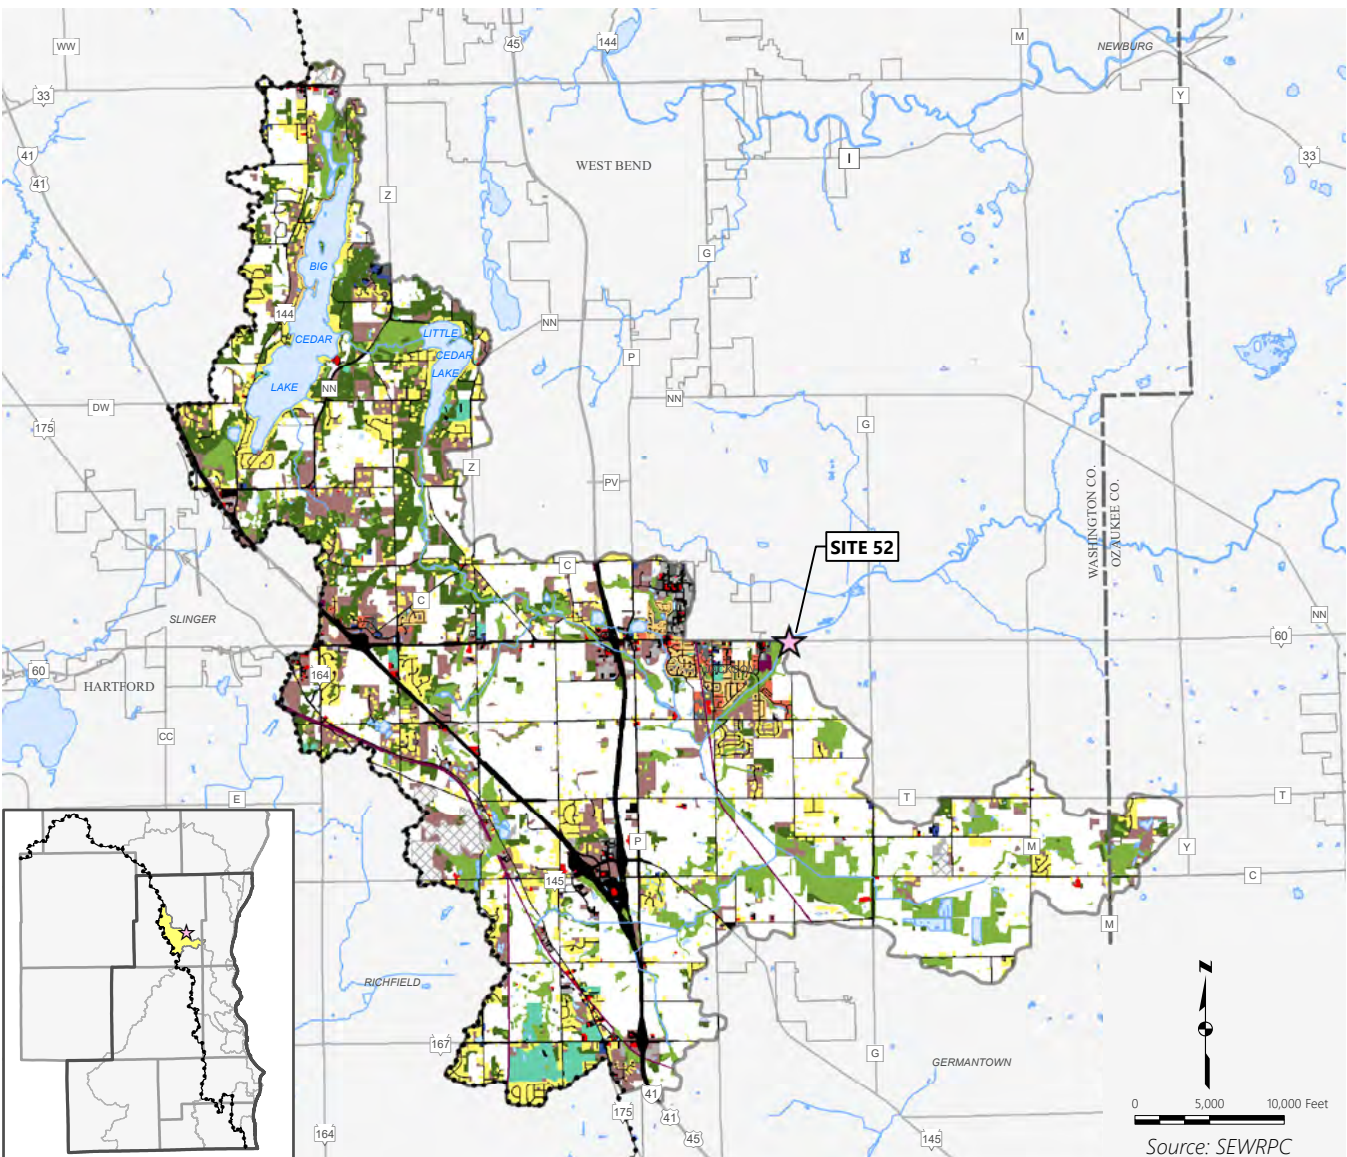 WW
45
144
M
NEWBURG
33
Y
41
41
WEST BEND
I
33
Z
G
BIG
144
CEDAR
LAKE
LITTLE
CEDAR
LAKE
NN
P
NN
NN
DW
175
G
Z
PV
WASHINGTON CO.
OZAUKEE CO.
SITE 52
C
C
SLINGER
NN
60
60
HARTFORD
164
CC
E
T
T
P
M
Y
145
C
M
RICHFIELD
167
G
GERMANTOWN
41
175
41
45
164
145
N
0 5,000 10,000 Feet
Source: SEWRPC